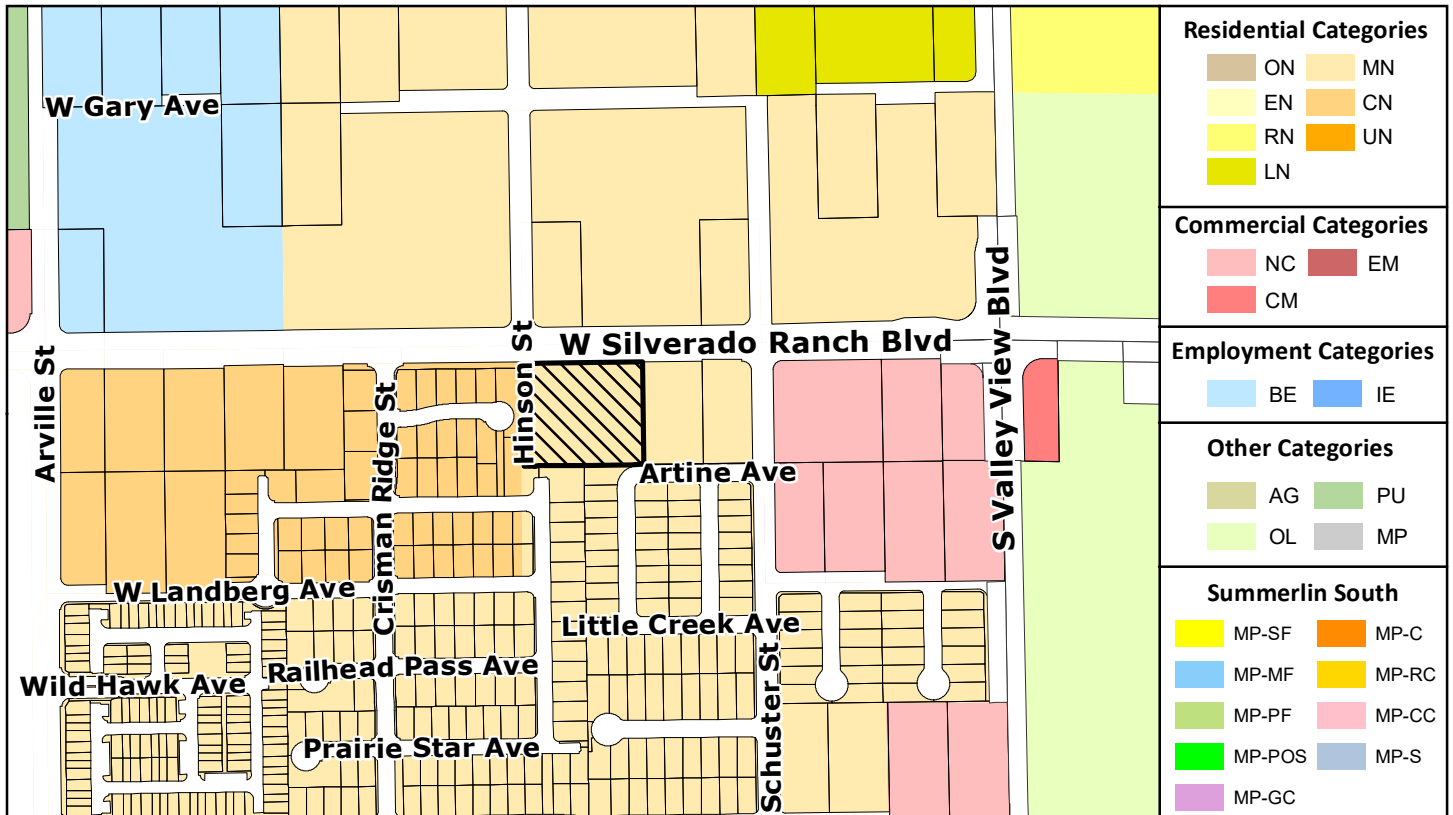 W Gary Ave
W Silverado Ranch Blvd
Hinson St
S Valley View Blvd
Arville St
Crisman Ridge St
Artine Ave
W Landberg Ave
Little Creek Ave
Railhead Pass Ave
Wild Hawk Ave
Schuster St
Prairie Star Ave
Residential Categories
ON MN
EN CN
RN UN
LN
Commercial Categories
NC EM
CM
Employment Categories
BE IE
Other Categories
AG PU
OL MP
Summerlin South
MP-SF MP-C
MP-MF MP-RC
MP-PF MP-CC
MP-POS MP-S
MP-GC